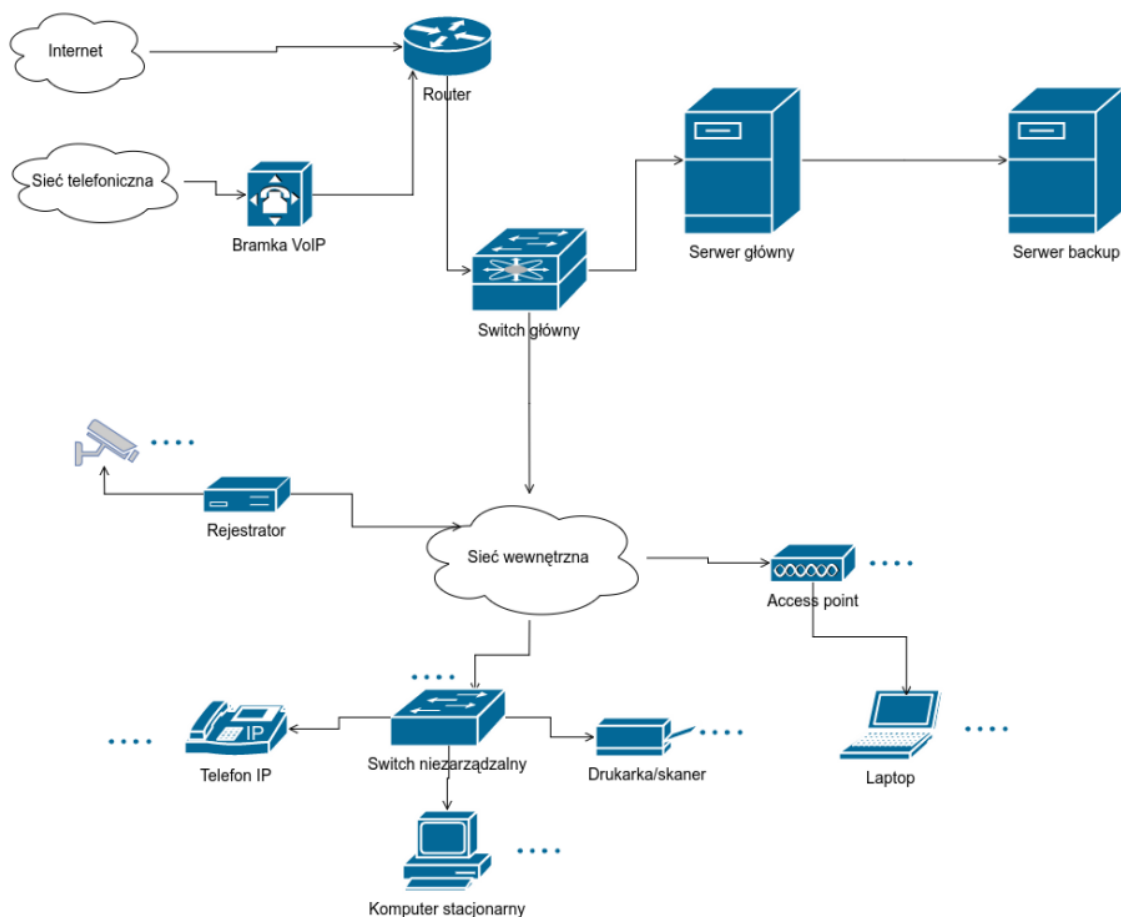 Internet
Router
Sieć telefoniczna
Bramka VoIP
Serwer główny
Serwer backup
Switch główny
Rejestrator
Sieć wewnętrzna
Access point
IP
Telefon IP
Switch niezarządzalny
Drukarka/skaner
Laptop
Komputer stacjonarny